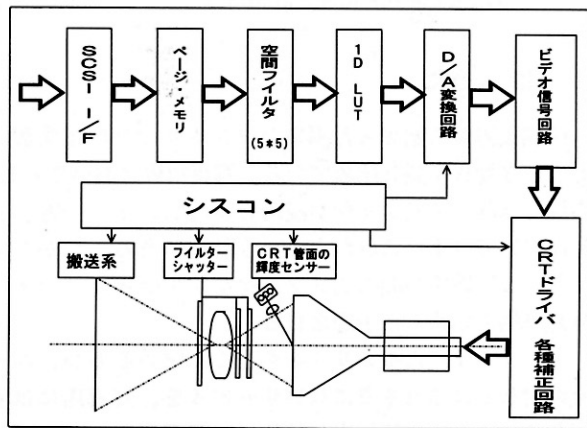 SCSI I/F
ページ・メモリ
空間フィルタ
(5*5)
1D LUT
D/A変換回路
ビデオ信号回路
シスコン
搬送系
フイルター
シャッター
CRT管面の
輝度センサー
CRTドライバ 各種補正回路